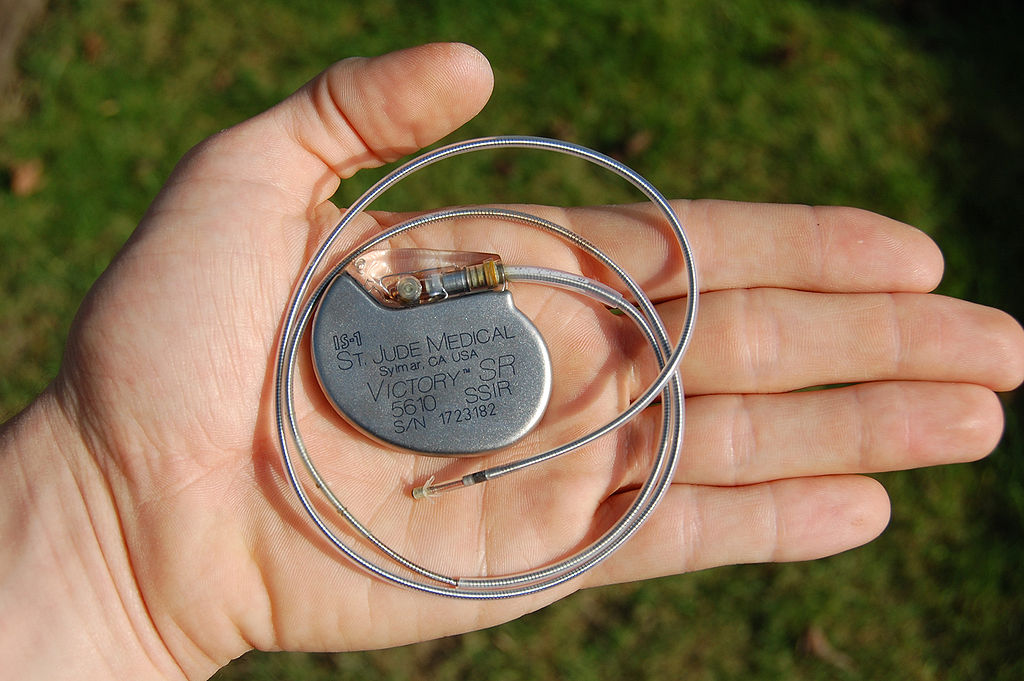 IS-1
ST. JUDE MEDICAL
Sylmar, CA USA
VICTORY™ SR
5610 SSIR
S/N 1723182